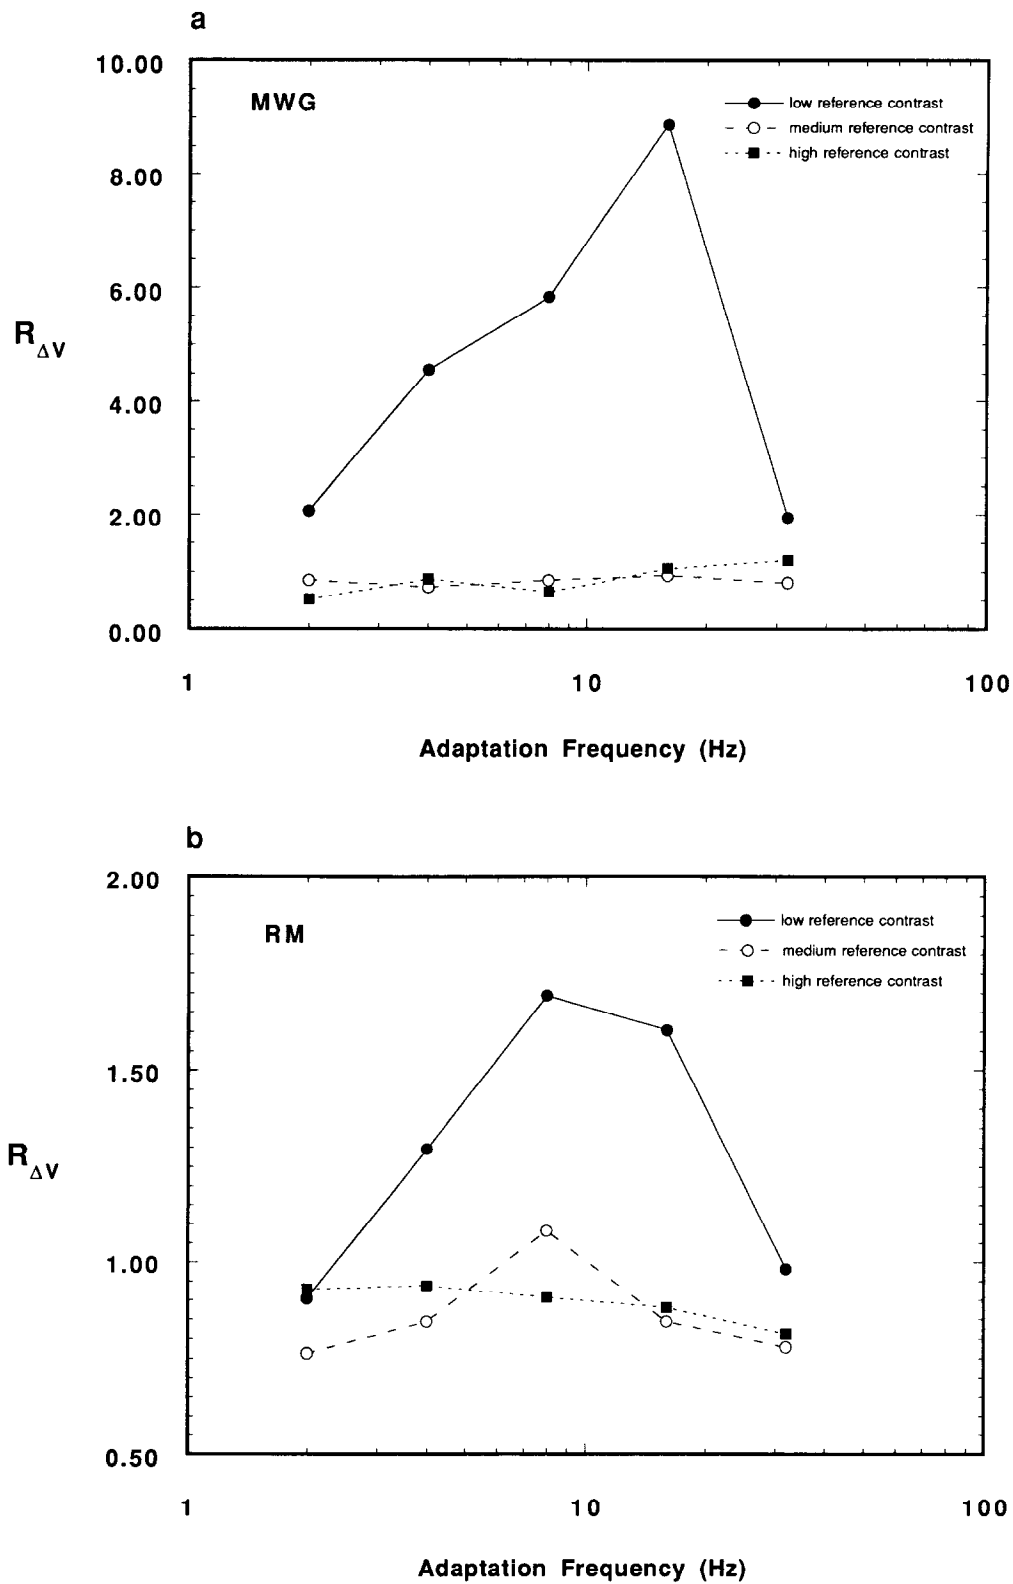 a
10.00
MWG
low reference contrast
medium reference contrast
high reference contrast
8.00
6.00
RΔV
4.00
2.00
0.00
1 10 100
Adaptation Frequency (Hz)
b
2.00
RM
low reference contrast
medium reference contrast
high reference contrast
1.50
RΔV
1.00
0.50
1 10 100
Adaptation Frequency (Hz)